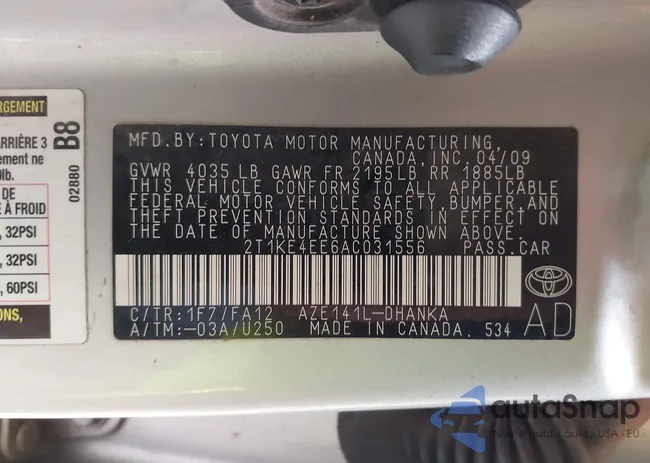 ARGEMENT
ARRIÈRE 3
ement ne
lb.
B8
02880
DE
E À FROID
, 32PSI
, 32PSI
, 60PSI
MFD.BY:TOYOTA MOTOR MANUFACTURING,
CANADA, INC. 04/09
GVWR 4035 LB GAWR FR 2195LB, RR 1885LB
THIS VEHICLE CONFORMS TO ALL APPLICABLE
FEDERAL MOTOR VEHICLE SAFETY,BUMPER,AND
THEFT PREVENTION STANDARDS IN EFFECT ON
THE DATE OF MANUFACTURE SHOWN ABOVE.
2T1KE4EE6AC031556 PASS.CAR
C/TR:1F7/FA12 AZE141L-DHANKA
A/TM:-03A/U250 MADE IN CANADA. 534
TOYOTA
AD
autoSnap